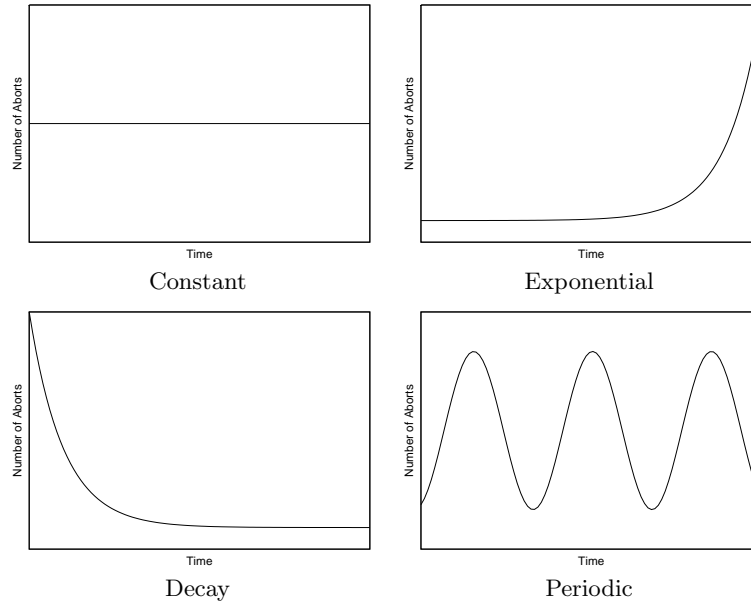 Number of Aborts
Time
Constant
Number of Aborts
Time
Exponential
Number of Aborts
Time
Decay
Number of Aborts
Time
Periodic